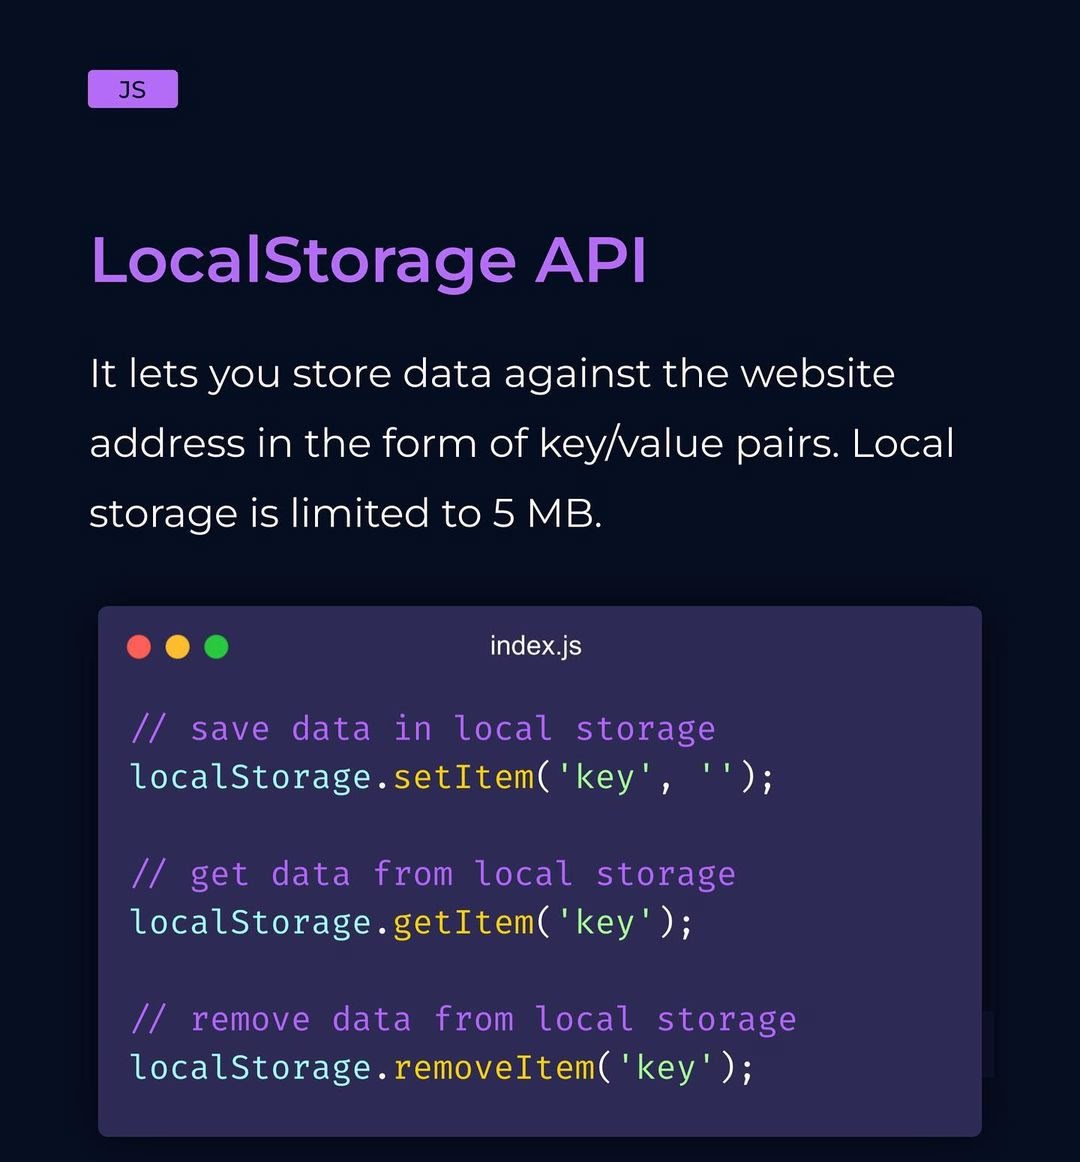 JS
LocalStorage API
It lets you store data against the website
address in the form of key/value pairs. Local
storage is limited to 5 MB.
index.js
// save data in local storage
localStorage.setItem('key', '');
// get data from local storage
localStorage.getItem('key');
// remove data from local storage
localStorage.removeItem('key');